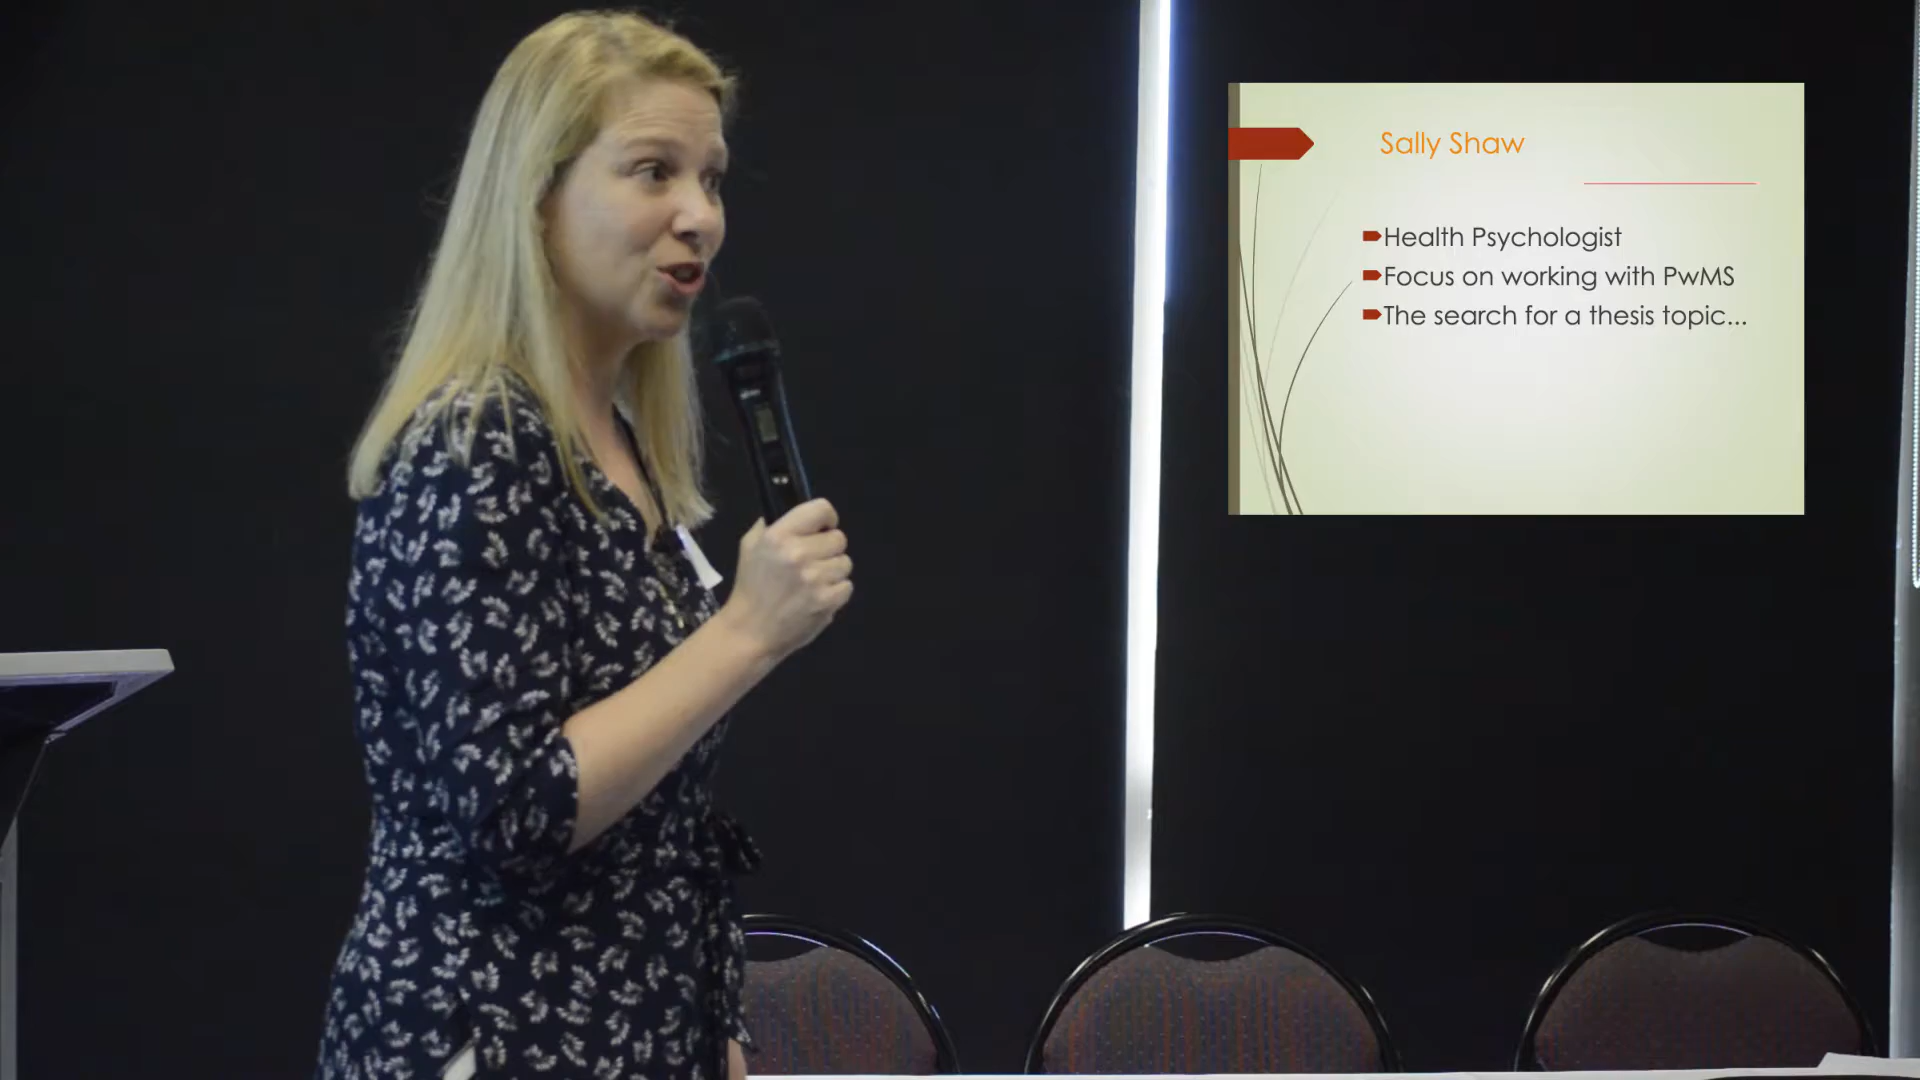 Sally Shaw
Health Psychologist
Focus on working with PwMS
The search for a thesis topic...